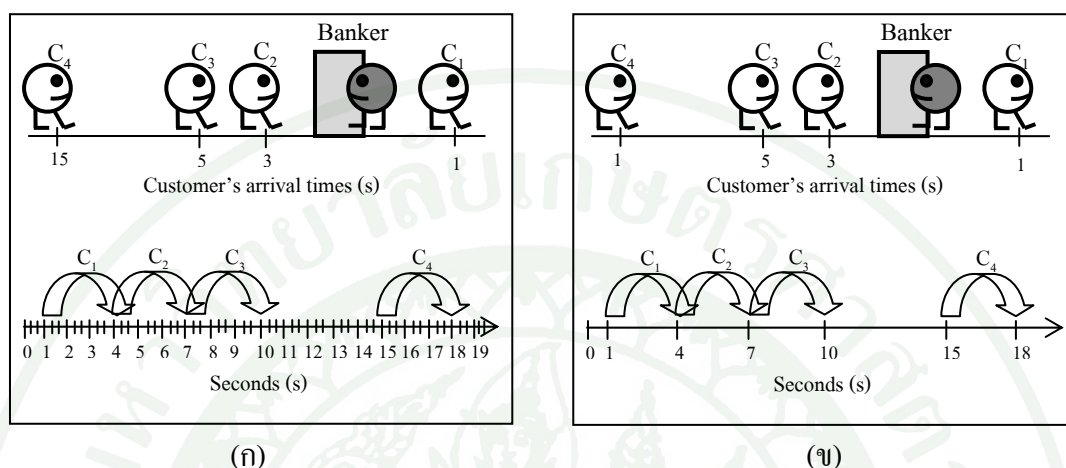 Banker
C4 C3 C2 C1
15 5 3 1
Customer's arrival times (s)
C1 C2 C3 C4
0 1 2 3 4 5 6 7 8 9 10 11 12 13 14 15 16 17 18 19
Seconds (s)
(ก)
Banker
C4 C3 C2 C1
1 5 3 1
Customer's arrival times (s)
C1 C2 C3 C4
0 1 4 7 10 15 18
Seconds (s)
(ข)